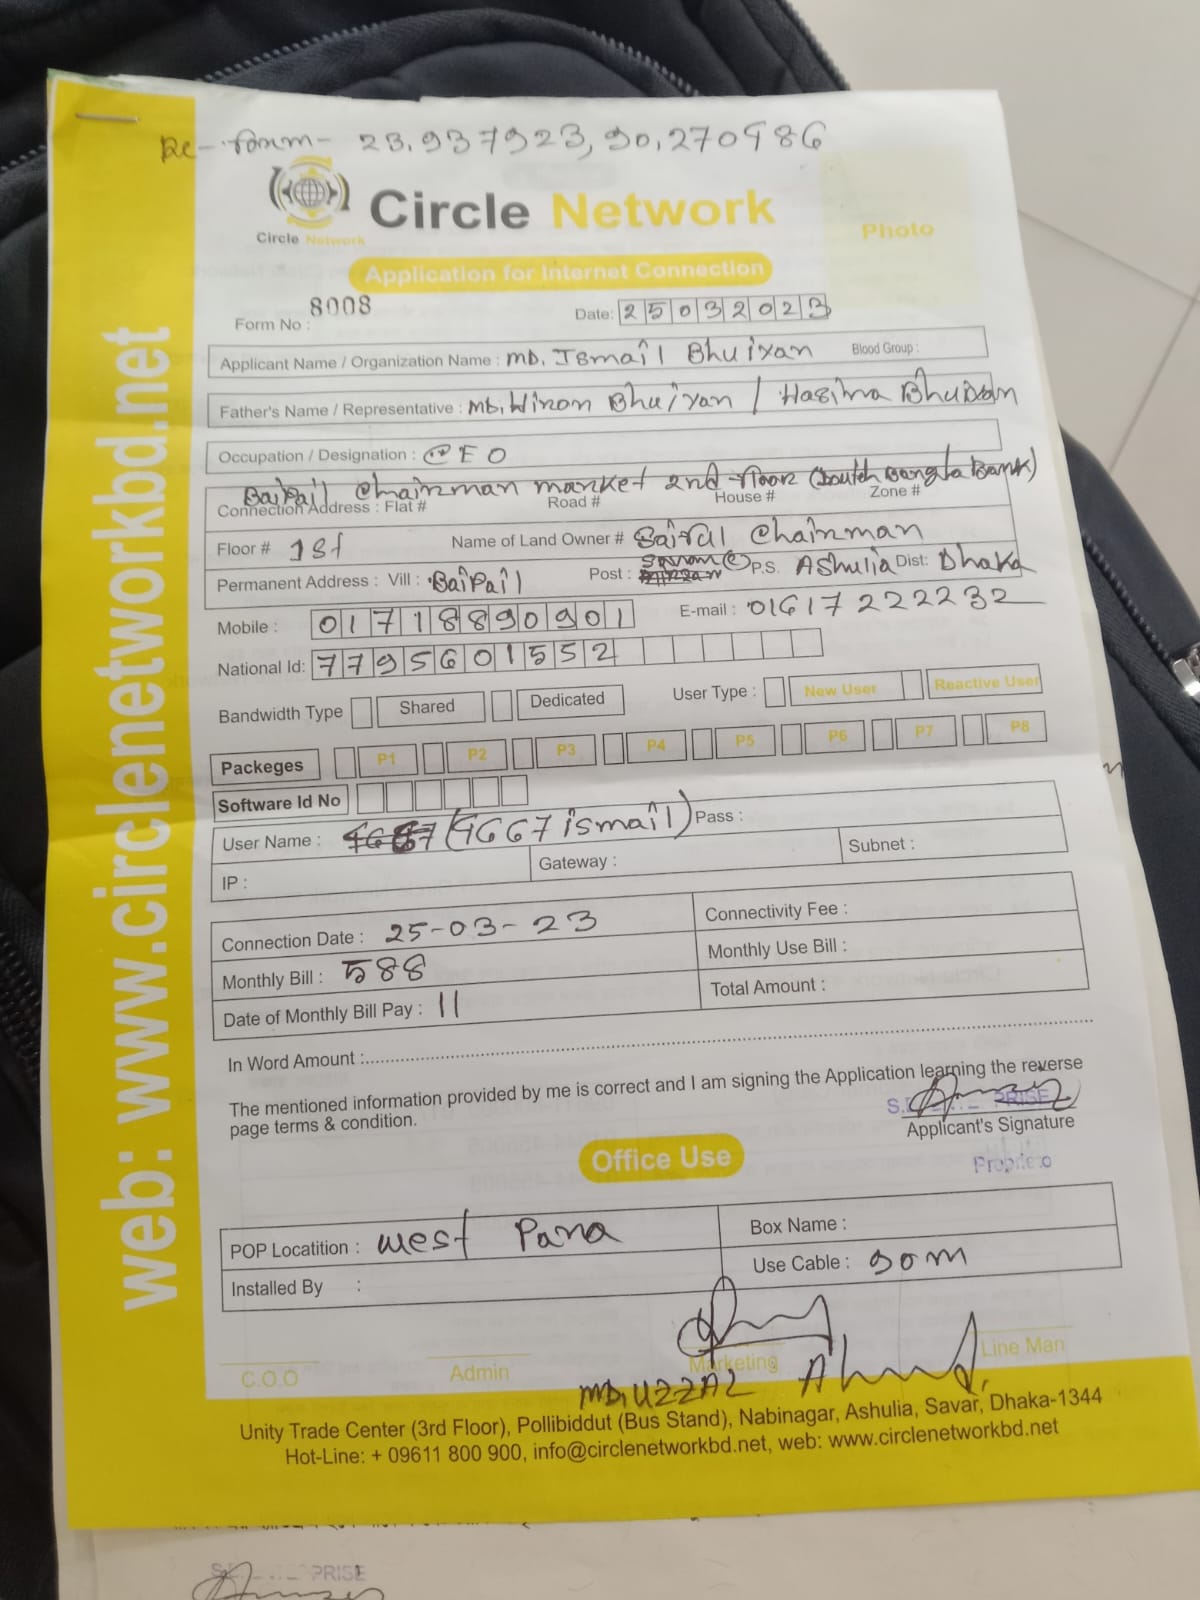 Re- ফিরাম- 23.937923,90.270986
Circle Network
Circle Network
Photo
Application for Internet Connection
Form No : 8008
Date: 25032023
Applicant Name / Organization Name : MD. Ismail Bhuiyan Blood Group :
Father's Name / Representative : MD. Hiron Bhuiyan / Hasina Bhuiyan
Occupation / Designation : CEO
Baipail Chairman market 2nd floor (South Bangla Bank)
Connection Address : Flat # Road # House # Zone #
Floor # 1st Name of Land Owner # Baipail Chairman
Permanent Address : Vill : Baipail Post : P.S. Ashulia Dist: Dhaka
Mobile : 01718890901 E-mail : 01617222232
National Id: 7795601552
Bandwidth Type Shared Dedicated User Type : New User Reactive User
Packeges P1 P2 P3 P4 P5 P6 P7 P8
Software Id No
User Name : (4667 ismail) Pass :
IP : Gateway : Subnet :
Connection Date : 25-03-23 Connectivity Fee :
Monthly Bill : 588 Monthly Use Bill :
Date of Monthly Bill Pay : 11 Total Amount :
In Word Amount :
The mentioned information provided by me is correct and I am signing the Application learning the reverse
page terms & condition.
Applicant's Signature
Office Use
POP Locatition : West Para Box Name :
Installed By : Use Cable : 90m
C.O.O Admin Marketing Line Man
MD. UZZAL Ahmed
Unity Trade Center (3rd Floor), Pollibiddut (Bus Stand), Nabinagar, Ashulia, Savar, Dhaka-1344
Hot-Line: + 09611 800 900, info@circlenetworkbd.net, web: www.circlenetworkbd.net
web: www.circlenetworkbd.net